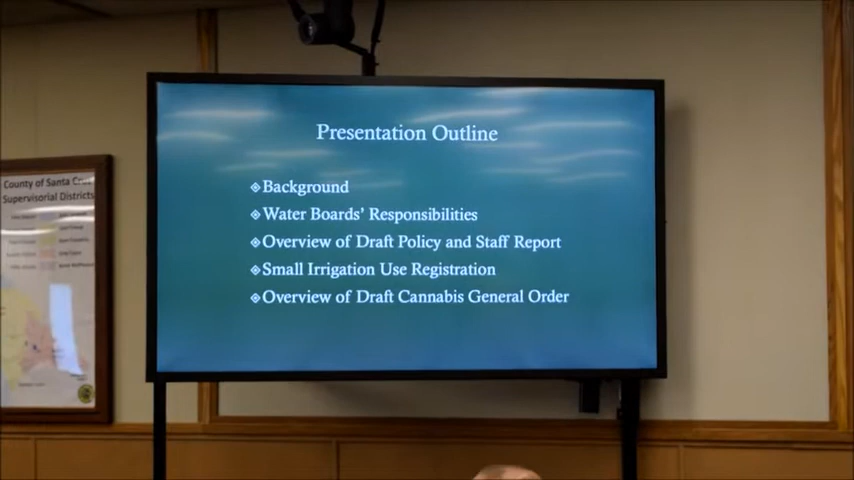 County of Santa Cruz
Supervisorial Districts
Presentation Outline
Background
Water Boards' Responsibilities
Overview of Draft Policy and Staff Report
Small Irrigation Use Registration
Overview of Draft Cannabis General Order